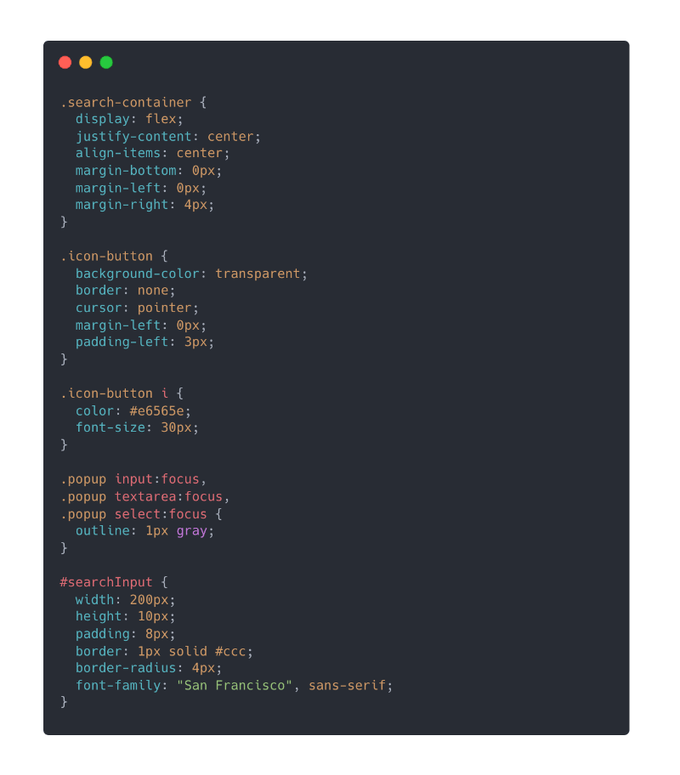 .search-container {
  display: flex;
  justify-content: center;
  align-items: center;
  margin-bottom: 0px;
  margin-left: 0px;
  margin-right: 4px;
}

.icon-button {
  background-color: transparent;
  border: none;
  cursor: pointer;
  margin-left: 0px;
  padding-left: 3px;
}

.icon-button i {
  color: #e6565e;
  font-size: 30px;
}

.popup input:focus,
.popup textarea:focus,
.popup select:focus {
  outline: 1px gray;
}

#searchInput {
  width: 200px;
  height: 10px;
  padding: 8px;
  border: 1px solid #ccc;
  border-radius: 4px;
  font-family: "San Francisco", sans-serif;
}